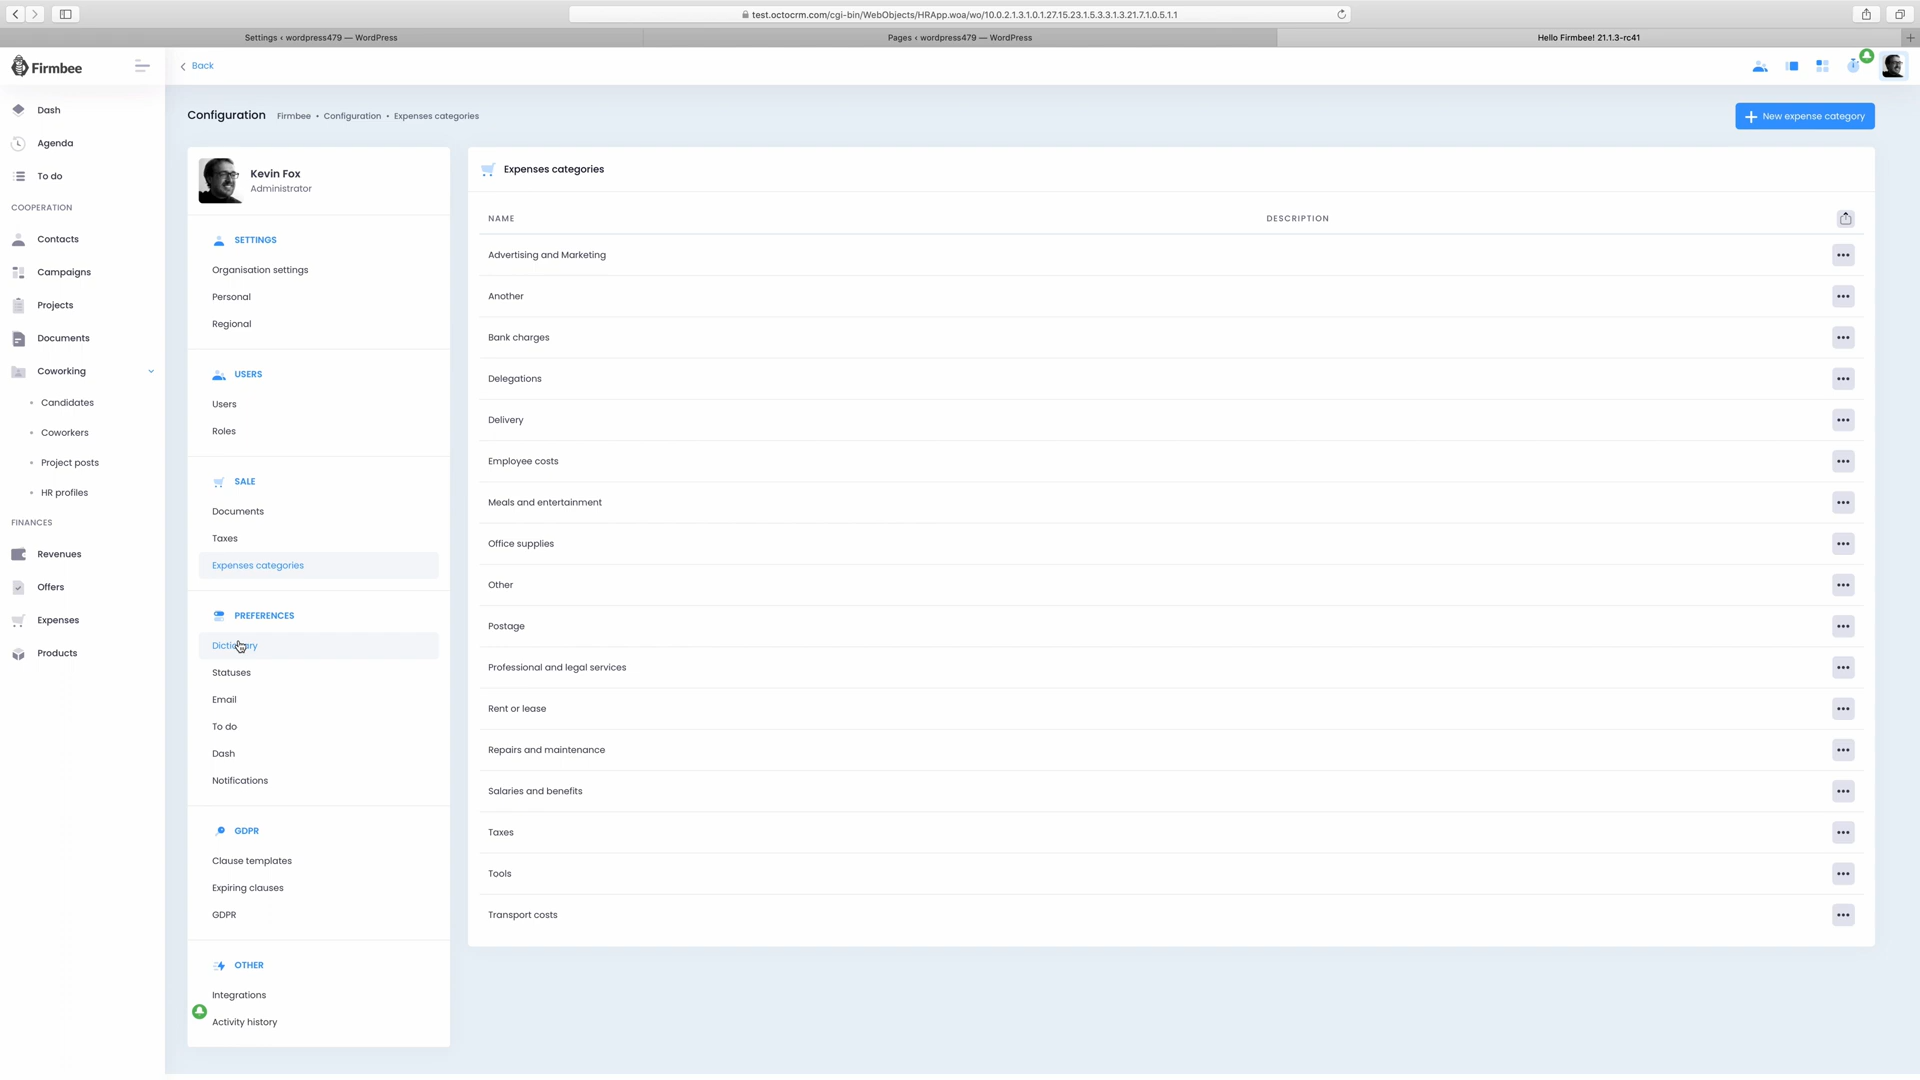 test.octocrm.com/cgi-bin/WebObjects/HRApp.woa/wo/10.0.2.1.3.1.0.1.27.15.23.1.5.3.3.1.3.21.7.1.0.5.1.1
Settings ‹ wordpress479 — WordPress
Pages ‹ wordpress479 — WordPress
Hello Firmbee! 21.1.3-rc41
Firmbee
Back
Dash
Agenda
To do
COOPERATION
Contacts
Campaigns
Projects
Documents
Coworking
Candidates
Coworkers
Project posts
HR profiles
FINANCES
Revenues
Offers
Expenses
Products
Configuration
Firmbee • Configuration • Expenses categories
New expense category
Kevin Fox
Administrator
SETTINGS
Organisation settings
Personal
Regional
USERS
Users
Roles
SALE
Documents
Taxes
Expenses categories
PREFERENCES
Dictionary
Statuses
Email
To do
Dash
Notifications
GDPR
Clause templates
Expiring clauses
GDPR
OTHER
Integrations
Activity history
Expenses categories
NAME DESCRIPTION
Advertising and Marketing
Another
Bank charges
Delegations
Delivery
Employee costs
Meals and entertainment
Office supplies
Other
Postage
Professional and legal services
Rent or lease
Repairs and maintenance
Salaries and benefits
Taxes
Tools
Transport costs